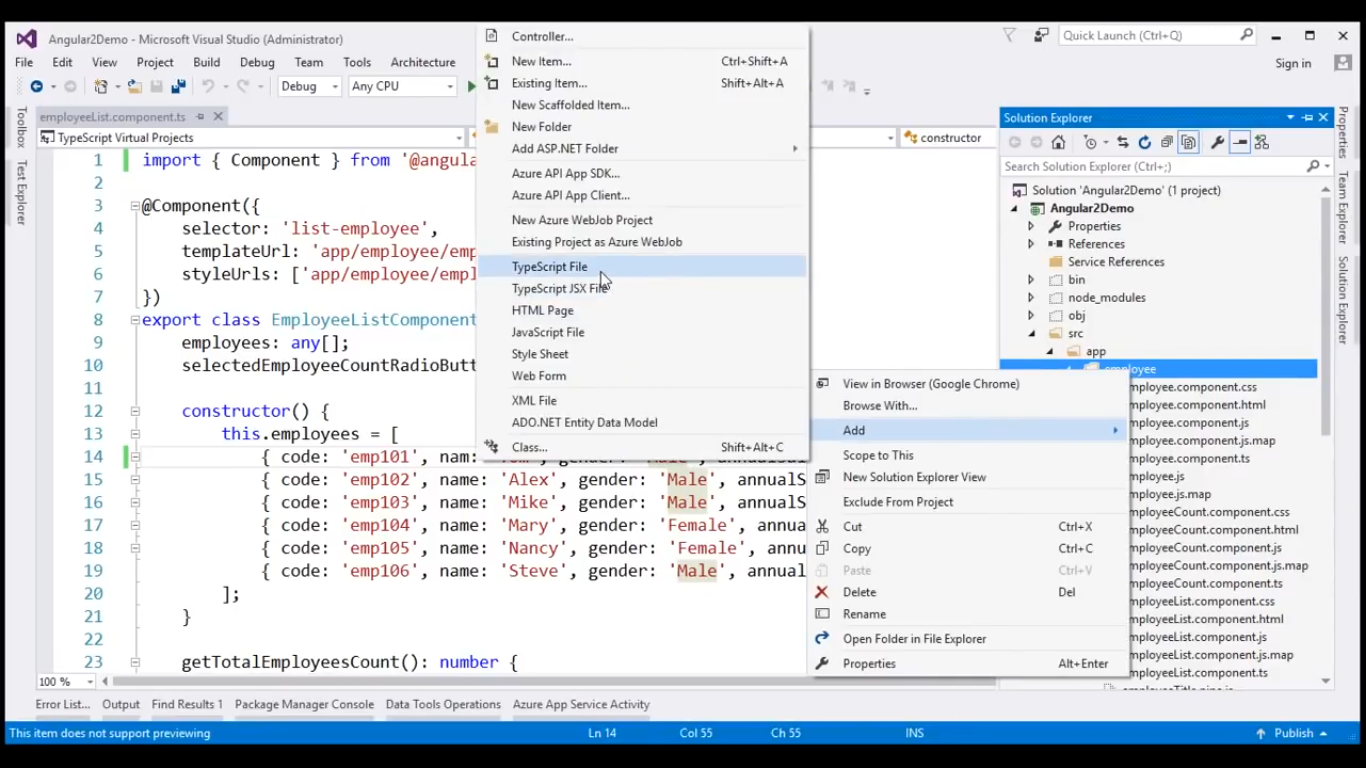 Angular2Demo - Microsoft Visual Studio (Administrator)
Quick Launch (Ctrl+Q)
File Edit View Project Build Debug Team Tools Architecture
Sign in
Debug Any CPU
Toolbox
Test Explorer
employeeList.component.ts
TypeScript Virtual Projects
constructor
1 import { Component } from '@angula
2
3 @Component({
4 selector: 'list-employee',
5 templateUrl: 'app/employee/emp
6 styleUrls: ['app/employee/empl
7 })
8 export class EmployeeListComponent
9 employees: any[];
10 selectedEmployeeCountRadioButt
11
12 constructor() {
13 this.employees = [
14 { code: 'emp101', nam
15 { code: 'emp102', name: 'Alex', gender: 'Male', annualS
16 { code: 'emp103', name: 'Mike', gender: 'Male', annualS
17 { code: 'emp104', name: 'Mary', gender: 'Female', annu
18 { code: 'emp105', name: 'Nancy', gender: 'Female', annu
19 { code: 'emp106', name: 'Steve', gender: 'Male', annual
20 ];
21 }
22
23 getTotalEmployeesCount(): number {
100 %
Controller...
New Item... Ctrl+Shift+A
Existing Item... Shift+Alt+A
New Scaffolded Item...
New Folder
Add ASP.NET Folder
Azure API App SDK...
Azure API App Client...
New Azure WebJob Project
Existing Project as Azure WebJob
TypeScript File
TypeScript JSX File
HTML Page
JavaScript File
Style Sheet
Web Form
XML File
ADO.NET Entity Data Model
Class... Shift+Alt+C
View in Browser (Google Chrome)
Browse With...
Add
Scope to This
New Solution Explorer View
Exclude From Project
Cut Ctrl+X
Copy Ctrl+C
Paste Ctrl+V
Delete Del
Rename
Open Folder in File Explorer
Properties Alt+Enter
Solution Explorer
Search Solution Explorer (Ctrl+;)
Solution 'Angular2Demo' (1 project)
Angular2Demo
Properties
References
Service References
bin
node_modules
obj
src
app
employee
mployee.component.css
mployee.component.html
mployee.component.js
mployee.component.js.map
mployee.component.ts
mployee.js
mployee.js.map
mployeeCount.component.css
mployeeCount.component.html
mployeeCount.component.js
mployeeCount.component.js.map
mployeeCount.component.ts
mployeeList.component.css
mployeeList.component.html
mployeeList.component.js
mployeeList.component.js.map
mployeeList.component.ts
Properties
Team Explorer
Solution Explorer
Error List... Output Find Results 1 Package Manager Console Data Tools Operations Azure App Service Activity
This item does not support previewing Ln 14 Col 55 Ch 55 INS Publish